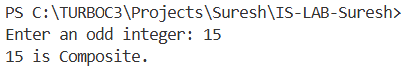 PS C:\TURBOC3\Projects\Suresh\IS-LAB-Suresh>
Enter an odd integer: 15
15 is Composite.